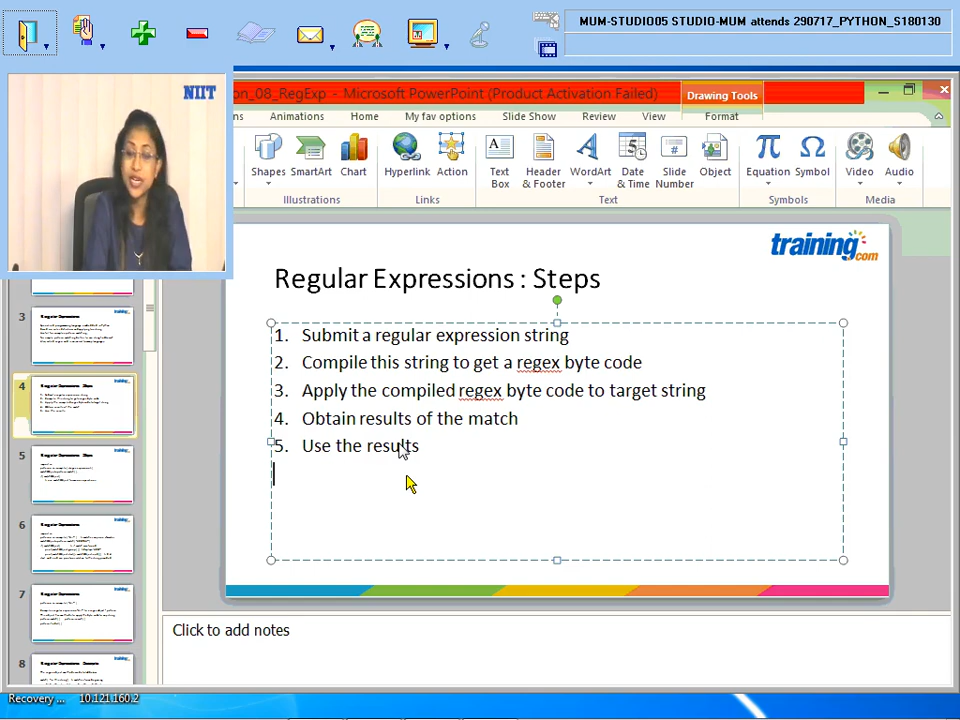 MUM-STUDIO05 STUDIO-MUM attends 290717_PYTHON_S180130
NIIT
on_08_RegExp - Microsoft PowerPoint (Product Activation Failed)
Drawing Tools
ns Animations Home My fav options Slide Show Review View Format
Shapes SmartArt Chart Hyperlink Action Text Box Header & Footer WordArt Date & Time Slide Number Object Equation Symbol Video Audio
Illustrations Links Text Symbols Media
training.com
Regular Expressions : Steps
1. Submit a regular expression string
2. Compile this string to get a regex byte code
3. Apply the compiled regex byte code to target string
4. Obtain results of the match
5. Use the results
3
4
5
6
7
8
Click to add notes
Recovery ... 10.121.160.2